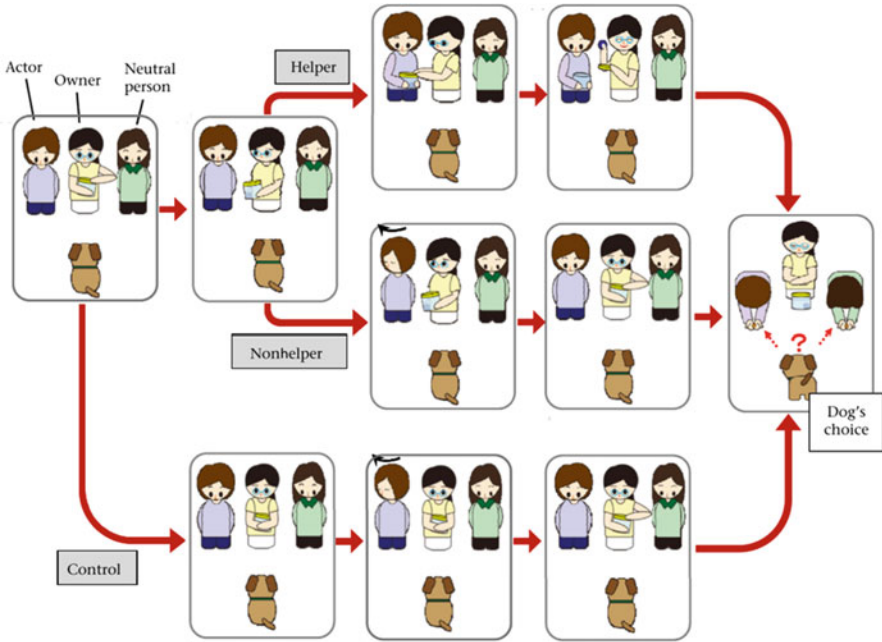 Helper
Actor
Owner
Neutral
person
?
Nonhelper
Dog's
choice
Control